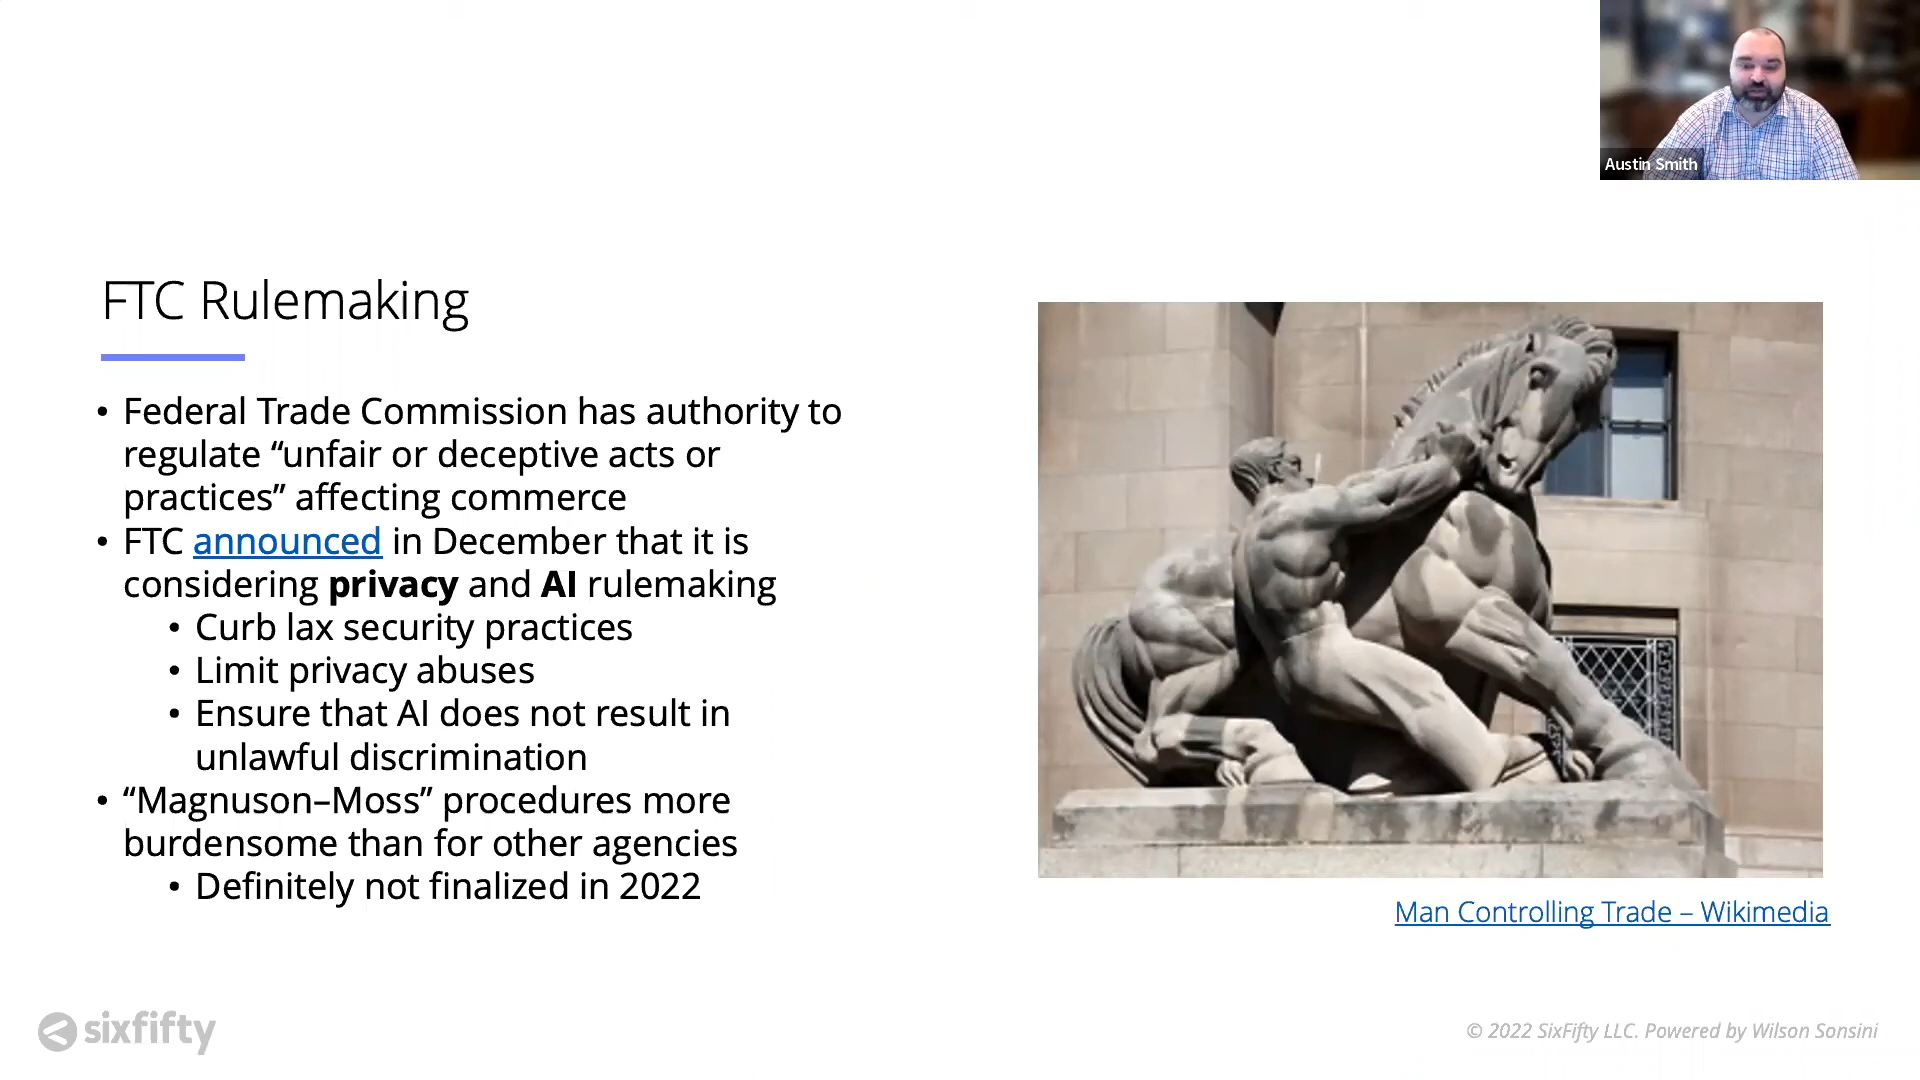 Austin Smith
FTC Rulemaking
• Federal Trade Commission has authority to
regulate “unfair or deceptive acts or
practices” affecting commerce
• FTC announced in December that it is
considering privacy and AI rulemaking
• Curb lax security practices
• Limit privacy abuses
• Ensure that AI does not result in
unlawful discrimination
• “Magnuson–Moss” procedures more
burdensome than for other agencies
• Definitely not finalized in 2022
Man Controlling Trade – Wikimedia
sixfifty
© 2022 SixFifty LLC. Powered by Wilson Sonsini